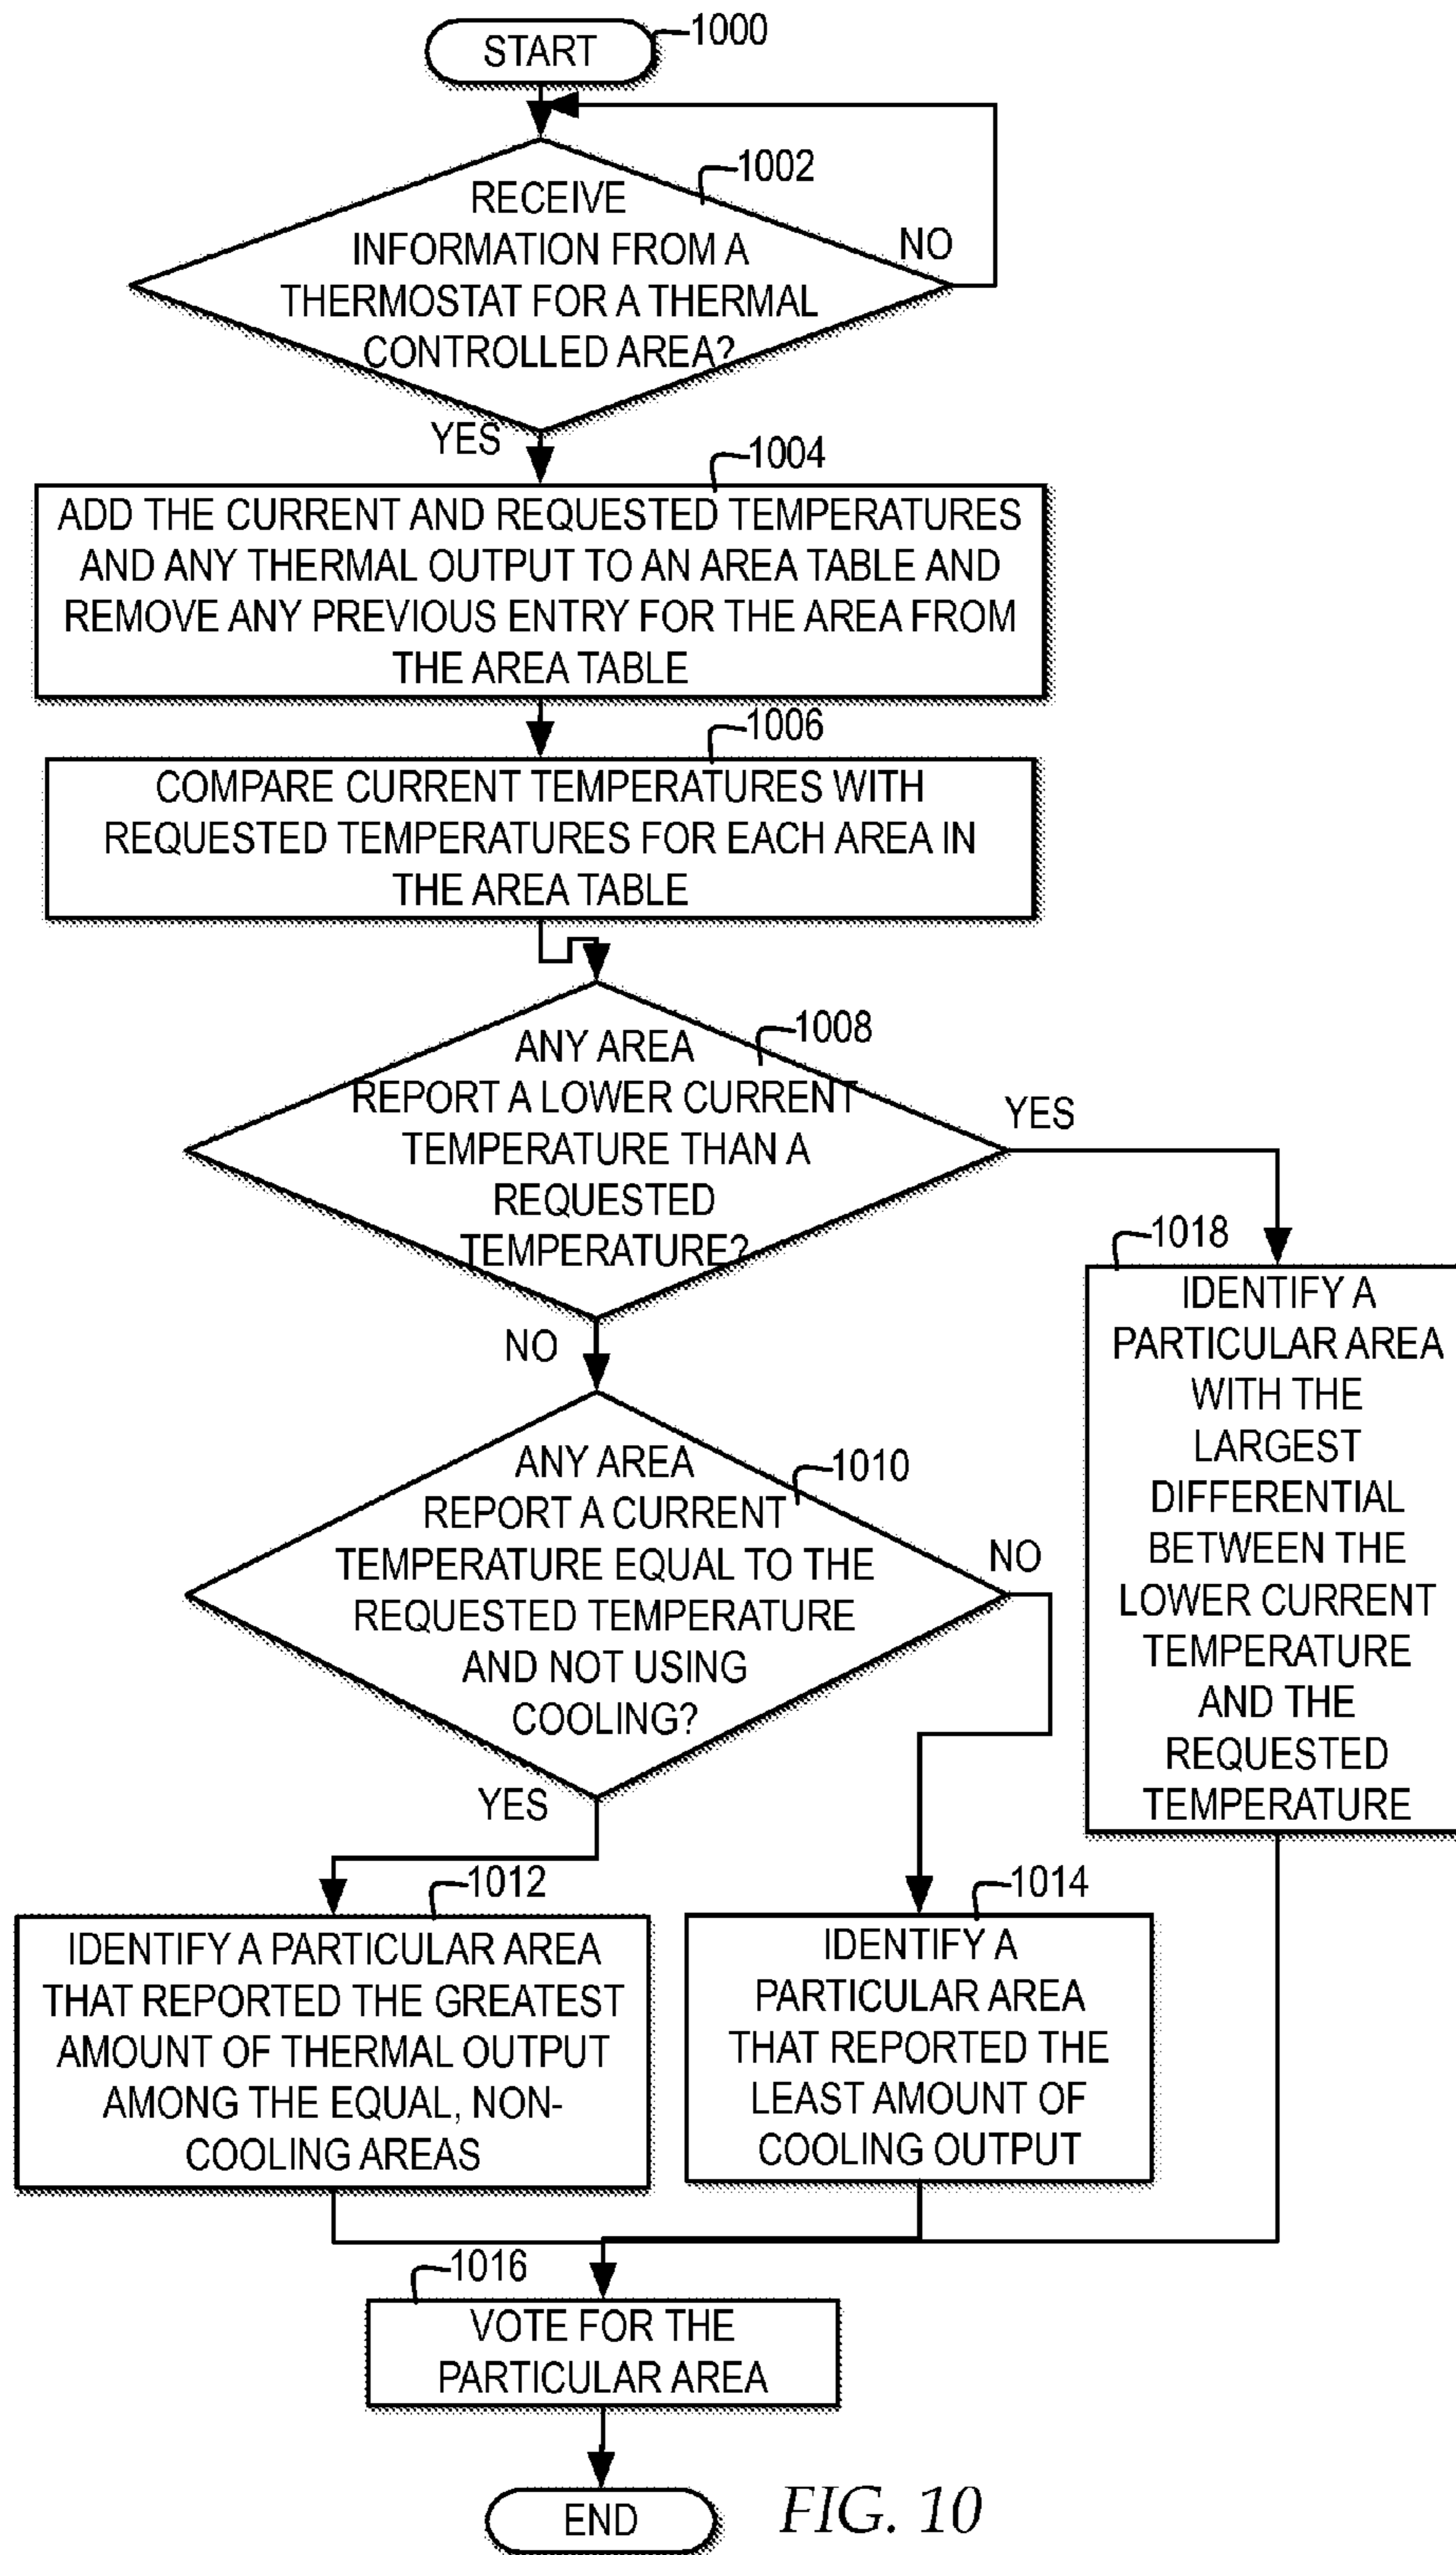 START
1000
1002
RECEIVE
INFORMATION FROM A
THERMOSTAT FOR A THERMAL
CONTROLLED AREA?
NO
YES
1004
ADD THE CURRENT AND REQUESTED TEMPERATURES
AND ANY THERMAL OUTPUT TO AN AREA TABLE AND
REMOVE ANY PREVIOUS ENTRY FOR THE AREA FROM
THE AREA TABLE
1006
COMPARE CURRENT TEMPERATURES WITH
REQUESTED TEMPERATURES FOR EACH AREA IN
THE AREA TABLE
1008
ANY AREA
REPORT A LOWER CURRENT
TEMPERATURE THAN A
REQUESTED
TEMPERATURE?
YES
NO
1018
IDENTIFY A
PARTICULAR AREA
WITH THE
LARGEST
DIFFERENTIAL
BETWEEN THE
LOWER CURRENT
TEMPERATURE
AND THE
REQUESTED
TEMPERATURE
1010
ANY AREA
REPORT A CURRENT
TEMPERATURE EQUAL TO THE
REQUESTED TEMPERATURE
AND NOT USING
COOLING?
NO
YES
1012
IDENTIFY A PARTICULAR AREA
THAT REPORTED THE GREATEST
AMOUNT OF THERMAL OUTPUT
AMONG THE EQUAL, NON-
COOLING AREAS
1014
IDENTIFY A
PARTICULAR AREA
THAT REPORTED THE
LEAST AMOUNT OF
COOLING OUTPUT
1016
VOTE FOR THE
PARTICULAR AREA
END
FIG. 10